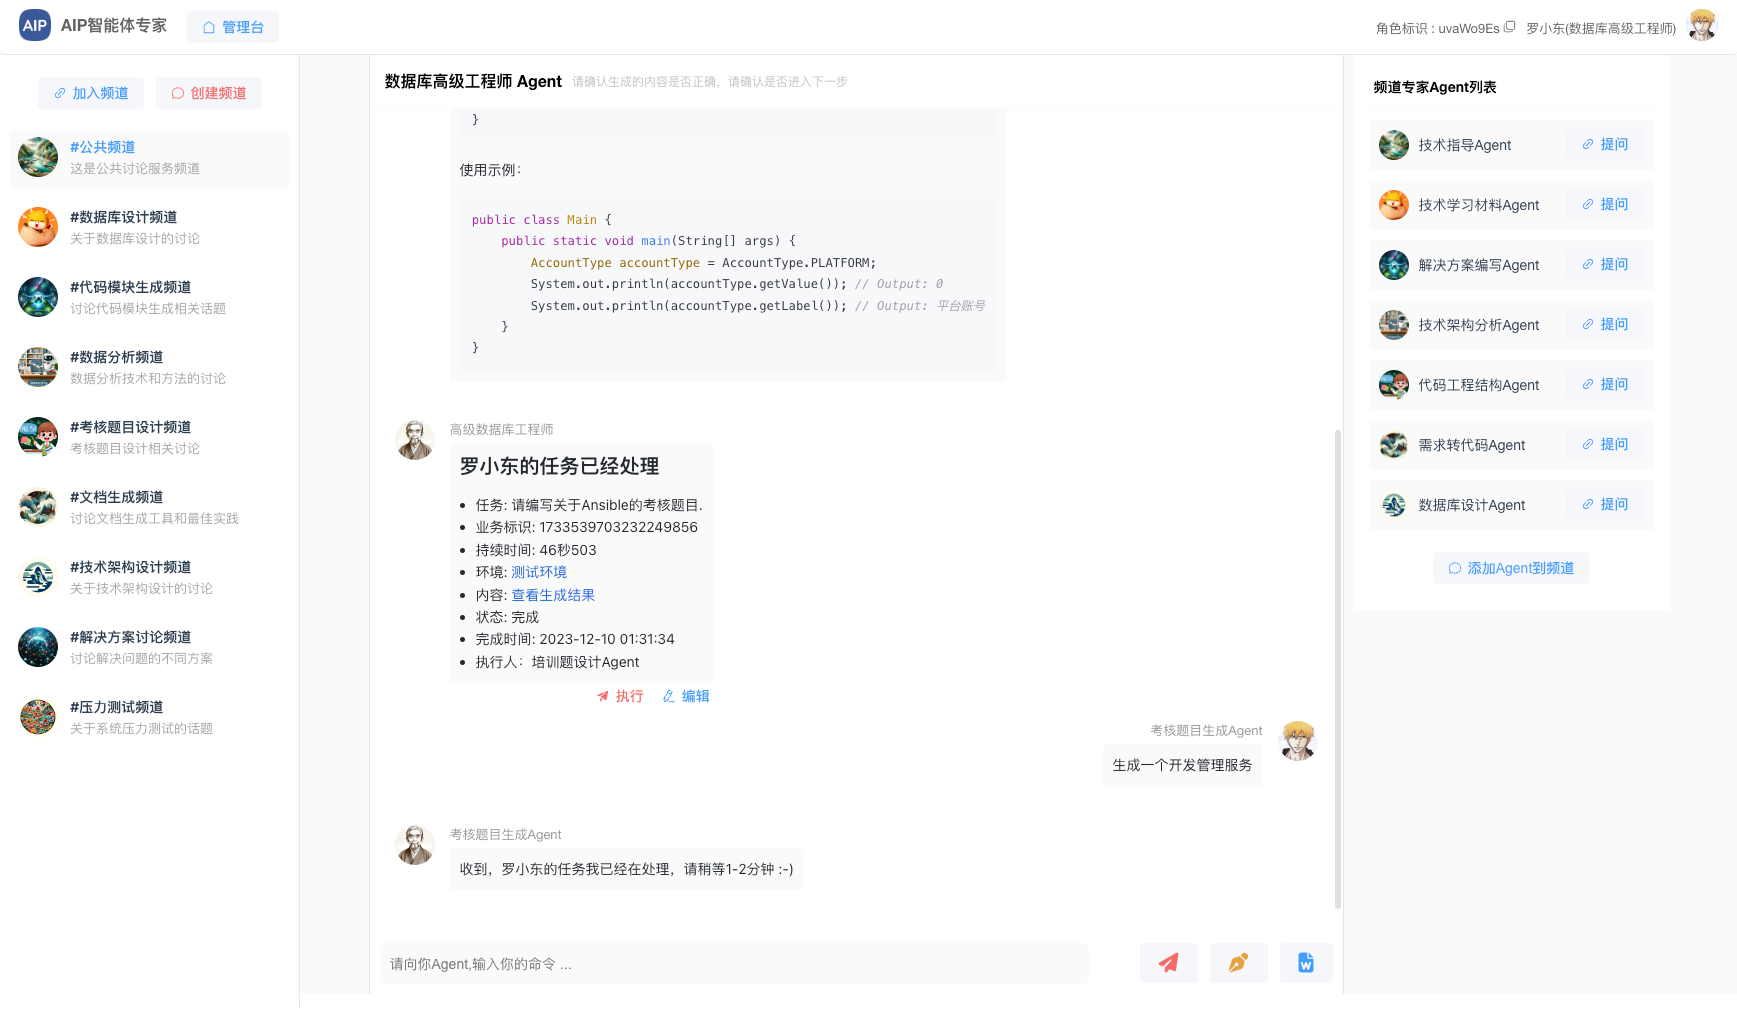 AIP AIP智能体专家 管理台
角色标识 : uvaWo9Es 罗小东(数据库高级工程师)
加入频道 创建频道
#公共频道
这是公共讨论服务频道
#数据库设计频道
关于数据库设计的讨论
#代码模块生成频道
讨论代码模块生成相关话题
#数据分析频道
数据分析技术和方法的讨论
#考核题目设计频道
考核题目设计相关讨论
#文档生成频道
讨论文档生成工具和最佳实践
#技术架构设计频道
关于技术架构设计的讨论
#解决方案讨论频道
讨论解决问题的不同方案
#压力测试频道
关于系统压力测试的话题
数据库高级工程师 Agent 请确认生成的内容是否正确，请确认是否进入下一步
}
使用示例：
public class Main {
public static void main(String[] args) {
AccountType accountType = AccountType.PLATFORM;
System.out.println(accountType.getValue()); // Output: 0
System.out.println(accountType.getLabel()); // Output: 平台账号
}
}
高级数据库工程师
罗小东的任务已经处理
任务: 请编写关于Ansible的考核题目.
业务标识: 1733539703232249856
持续时间: 46秒503
环境: 测试环境
内容: 查看生成结果
状态: 完成
完成时间: 2023-12-10 01:31:34
执行人：培训题设计Agent
执行 编辑
考核题目生成Agent
生成一个开发管理服务
考核题目生成Agent
收到，罗小东的任务我已经在处理，请稍等1-2分钟 :-)
请向你Agent,输入你的命令 ...
W
频道专家Agent列表
技术指导Agent 提问
技术学习材料Agent 提问
解决方案编写Agent 提问
技术架构分析Agent 提问
代码工程结构Agent 提问
需求转代码Agent 提问
数据库设计Agent 提问
添加Agent到频道